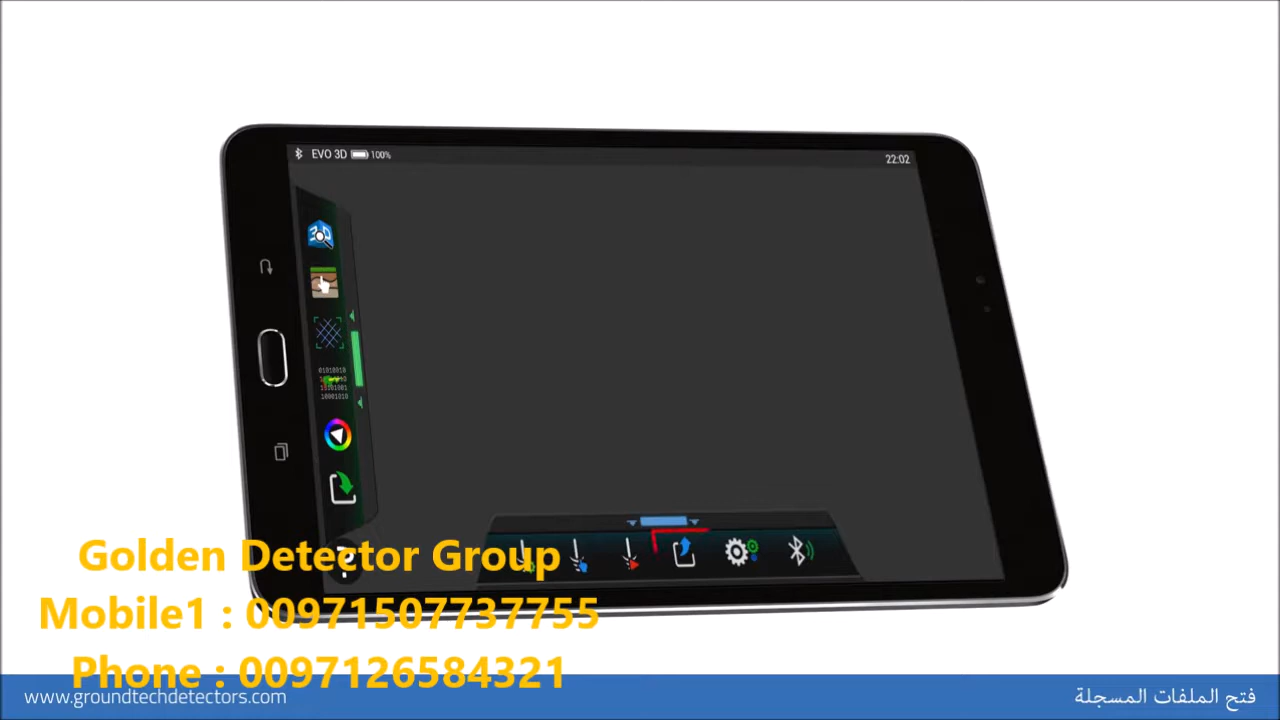 EVO 3D 100%
22:02
Golden Detector Group
Mobile1 : 00971507737755
Phone : 0097126584321
www.groundtechdetectors.com
فتح الملفات المسجلة